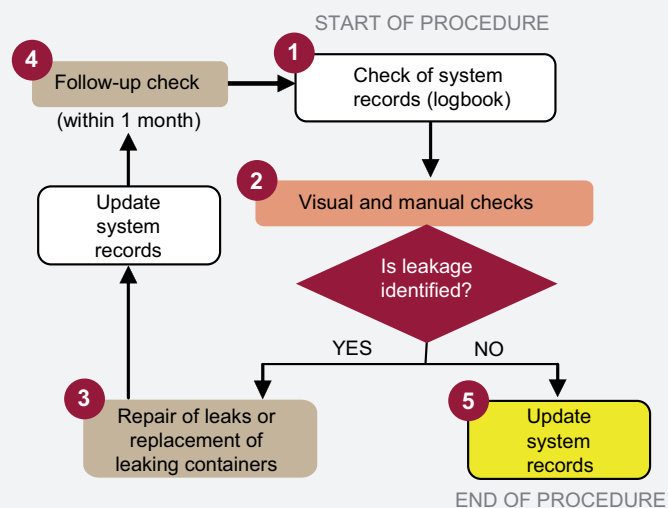 START OF PROCEDURE
1
Check of system
records (logbook)
2
Visual and manual checks
Is leakage
identified?
YES
NO
3
Repair of leaks or
replacement of
leaking containers
Update
system
records
4
Follow-up check
(within 1 month)
5
Update
system
records
END OF PROCEDURE